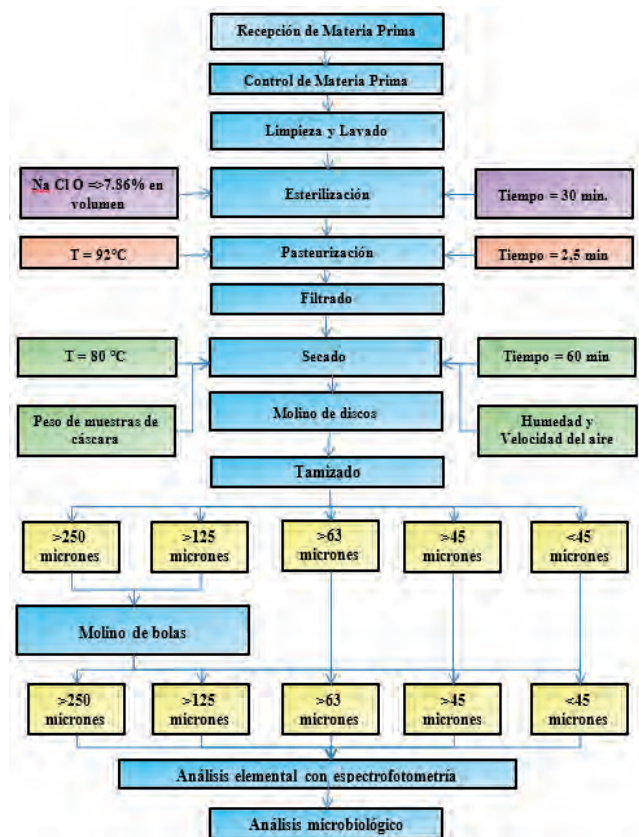 Recepción de Materia Prima
Control de Materia Prima
Limpieza y Lavado
Na Cl O =>7.86% en
volumen
Esterilización
Tiempo = 30 min.
T = 92°C
Pasteurización
Tiempo = 2,5 min
Filtrado
T = 80 °C
Secado
Tiempo = 60 min
Peso de muestras de
cáscara
Molino de discos
Humedad y
Velocidad del aire
Tamizado
>250
micrones
>125
micrones
>63
micrones
>45
micrones
<45
micrones
Molino de bolas
>250
micrones
>125
micrones
>63
micrones
>45
micrones
<45
micrones
Análisis elemental con espectrofotometría
Análisis microbiológico